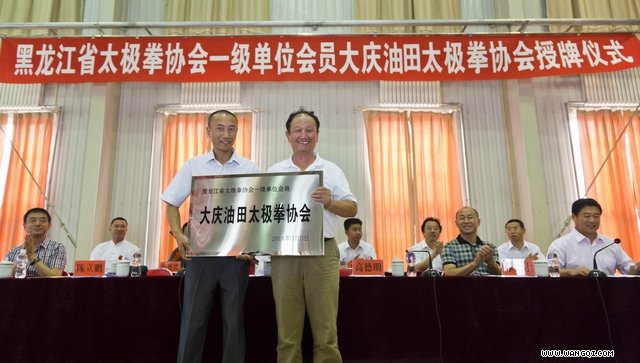 黑龙江省太极拳协会一级单位会员大庆油田太极拳协会授牌仪式
黑龙江省太极拳协会一级单位会员
大庆油田太极拳协会
陈立鹏
高德明
WWW.WANGQI.COM